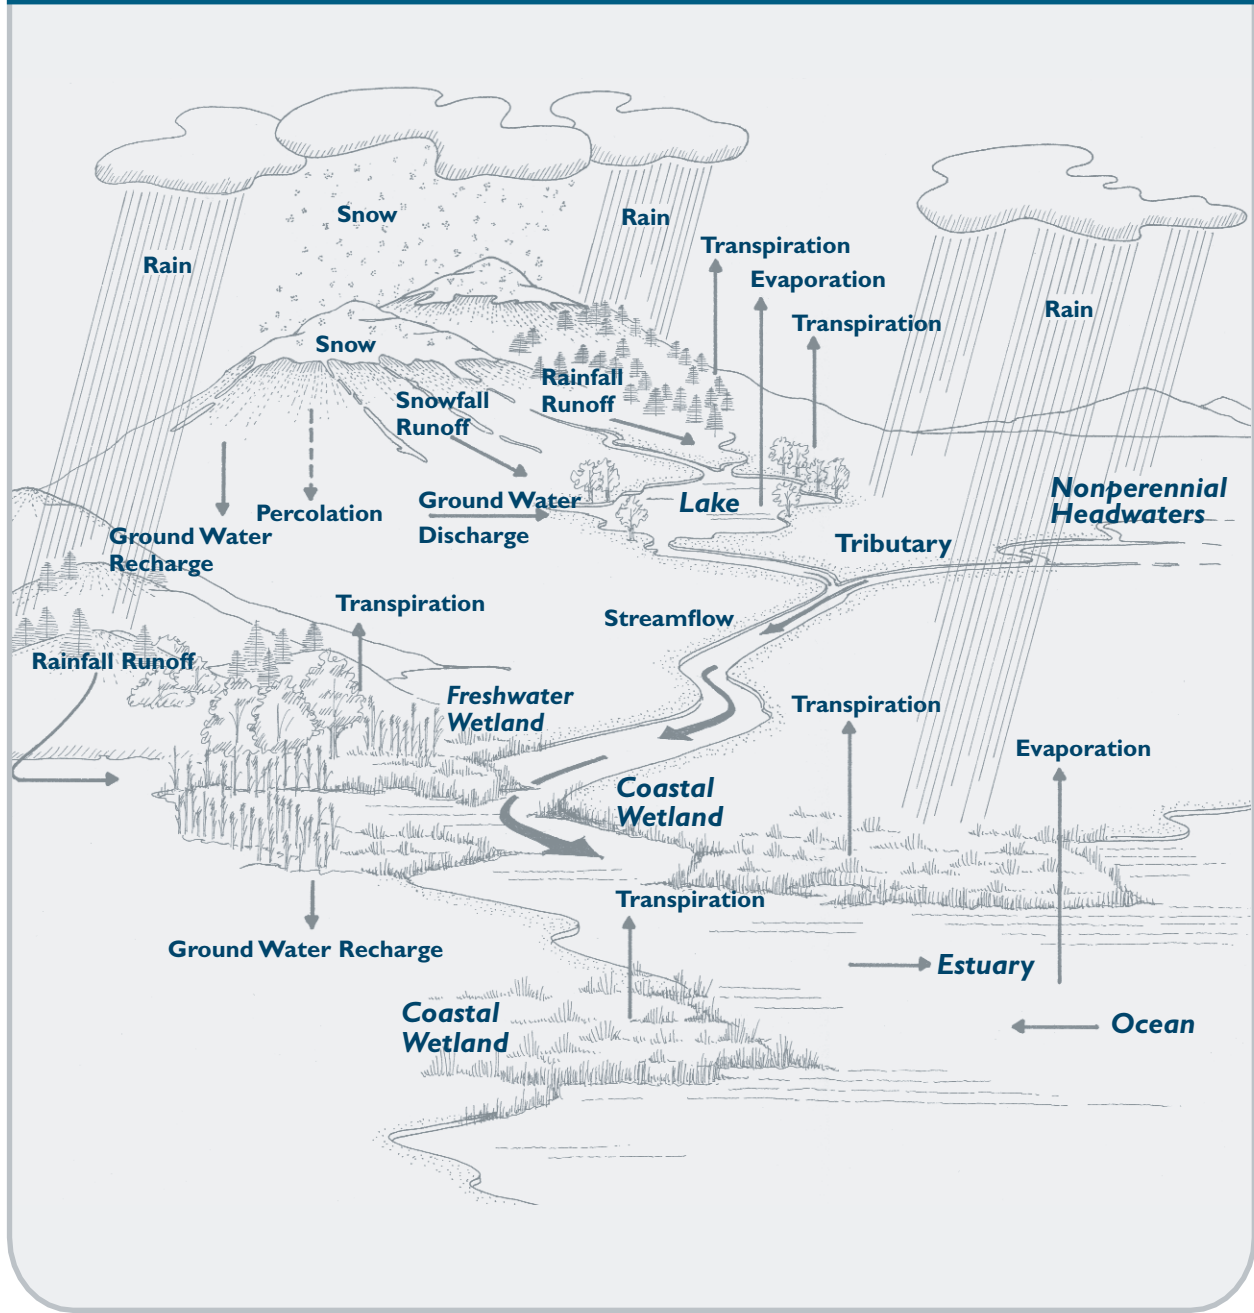 Snow
Rain
Transpiration
Rain
Evaporation
Rain
Transpiration
Snow
Rainfall
Runoff
Snowfall
Runoff
Nonperennial
Headwaters
Lake
Ground Water
Discharge
Percolation
Ground Water
Recharge
Tributary
Transpiration
Streamflow
Rainfall Runoff
Freshwater
Wetland
Transpiration
Evaporation
Coastal
Wetland
Transpiration
Ground Water Recharge
Estuary
Coastal
Wetland
Ocean